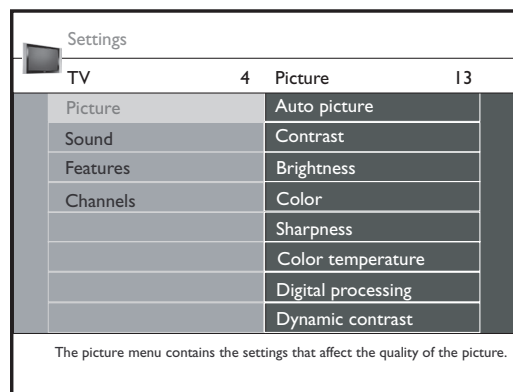 Settings
TV 4 Picture 13
Picture Auto picture
Sound Contrast
Features Brightness
Channels Color
Sharpness
Color temperature
Digital processing
Dynamic contrast
The picture menu contains the settings that affect the quality of the picture.